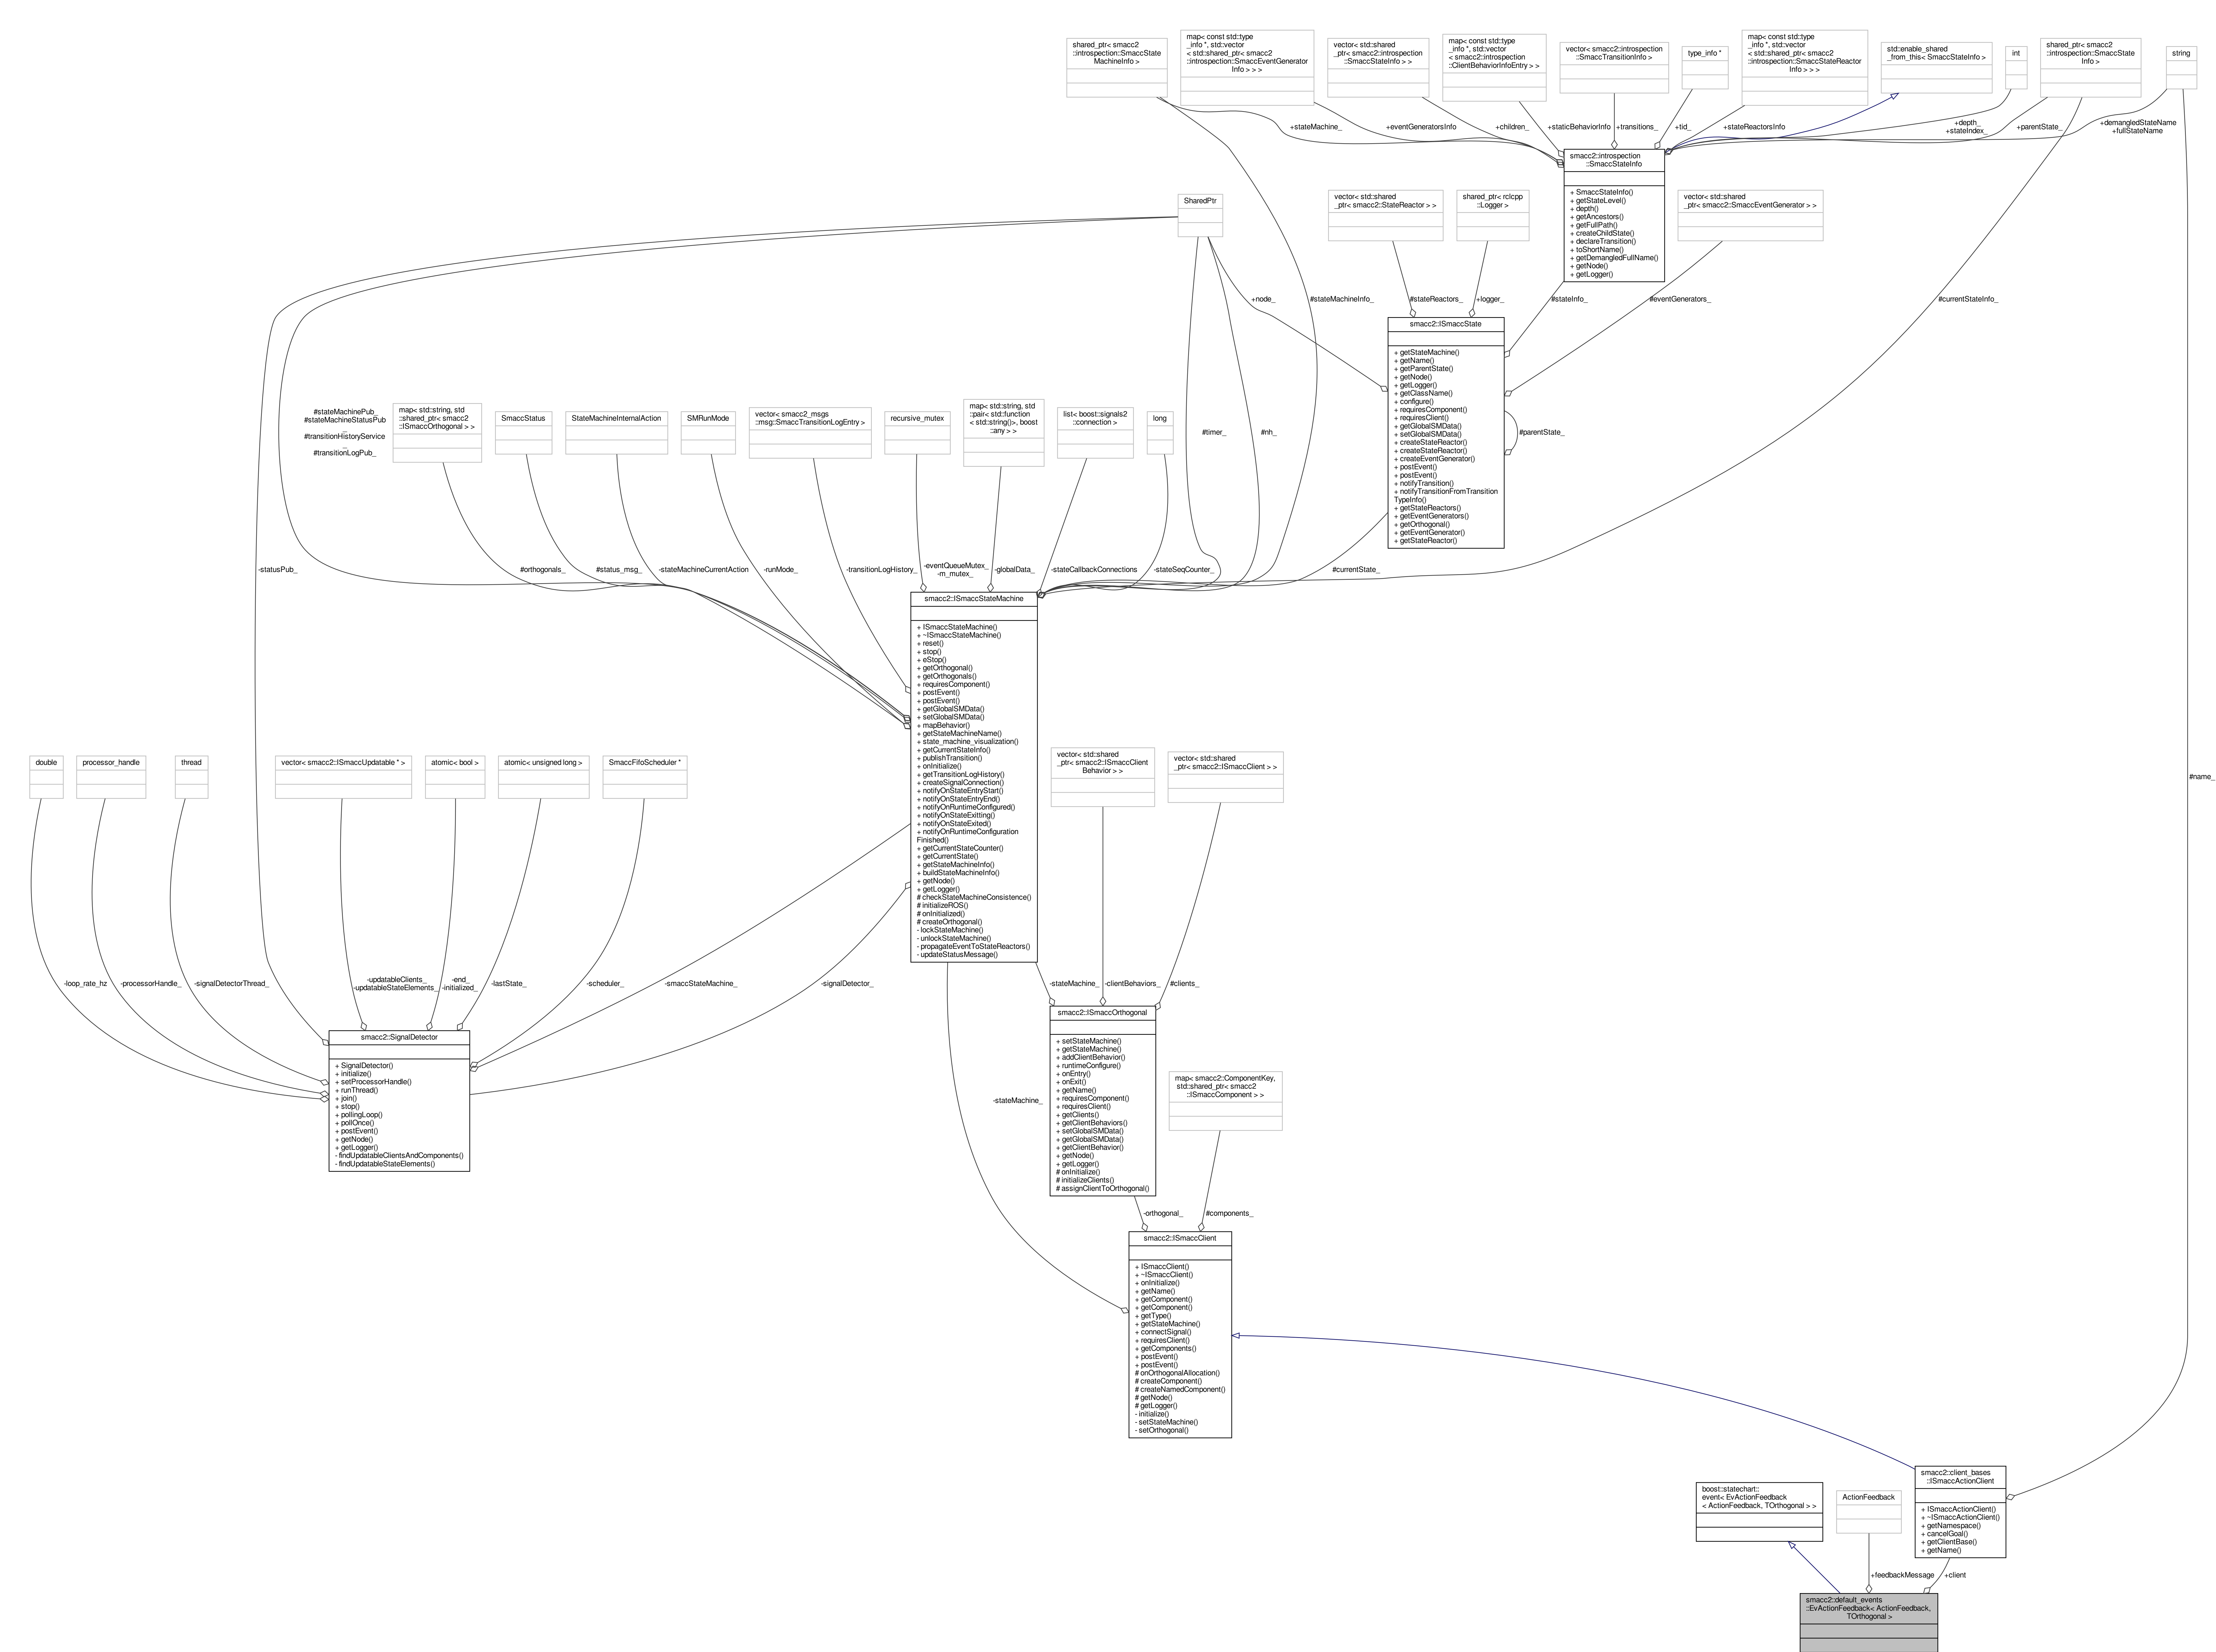 shared_ptr< smacc2
::introspection::SmaccState
MachineInfo >
map< const std::type
_info *, std::vector
< std::shared_ptr< smacc2
::introspection::SmaccEventGenerator
Info > > >
vector< std::shared
_ptr< smacc2::introspection
::SmaccStateInfo > >
map< const std::type
_info *, std::vector
< smacc2::introspection
::ClientBehaviorInfoEntry > >
vector< smacc2::introspection
::SmaccTransitionInfo >
type_info *
map< const std::type
_info *, std::vector
< std::shared_ptr< smacc2
::introspection::SmaccStateReactor
Info > > >
std::enable_shared
_from_this< SmaccStateInfo >
int
shared_ptr< smacc2
::introspection::SmaccState
Info >
string
+stateMachine_
+eventGeneratorsInfo
+children_
+staticBehaviorInfo
+transitions_
+tid_
+stateReactorsInfo
+depth_
+stateIndex_
+parentState_
+demangledStateName
+fullStateName
smacc2::introspection
::SmaccStateInfo
+ SmaccStateInfo()
+ getStateLevel()
+ depth()
+ getAncestors()
+ getFullPath()
+ createChildState()
+ declareTransition()
+ toShortName()
+ getDemangledFullName()
+ getNode()
+ getLogger()
SharedPtr
vector< std::shared
_ptr< smacc2::StateReactor > >
shared_ptr< rclcpp
::Logger >
vector< std::shared
_ptr< smacc2::SmaccEventGenerator > >
+node_
#stateMachineInfo_
#stateReactors_
+logger_
#stateInfo_
#eventGenerators_
#currentStateInfo_
smacc2::ISmaccState
+ getStateMachine()
+ getName()
+ getParentState()
+ getNode()
+ getLogger()
+ getClassName()
+ configure()
+ requiresComponent()
+ requiresClient()
+ getGlobalSMData()
+ setGlobalSMData()
+ createStateReactor()
+ createStateReactor()
+ createEventGenerator()
+ postEvent()
+ postEvent()
+ notifyTransition()
+ notifyTransitionFromTransition
TypeInfo()
+ getStateReactors()
+ getEventGenerators()
+ getOrthogonal()
+ getEventGenerator()
+ getStateReactor()
#parentState_
#stateMachinePub_
#stateMachineStatusPub
_
#transitionHistoryService
_
#transitionLogPub_
map< std::string, std
::shared_ptr< smacc2
::ISmaccOrthogonal > >
SmaccStatus
StateMachineInternalAction
SMRunMode
vector< smacc2_msgs
::msg::SmaccTransitionLogEntry >
recursive_mutex
map< std::string, std
::pair< std::function
< std::string()>, boost
::any > >
list< boost::signals2
::connection >
long
#timer_
#nh_
-statusPub_
#orthogonals_
#status_msg_
-stateMachineCurrentAction
-runMode_
-transitionLogHistory_
-eventQueueMutex_
-m_mutex_
-globalData_
-stateCallbackConnections
-stateSeqCounter_
#currentState_
smacc2::ISmaccStateMachine
+ ISmaccStateMachine()
+ ~ISmaccStateMachine()
+ reset()
+ stop()
+ eStop()
+ getOrthogonal()
+ getOrthogonals()
+ requiresComponent()
+ postEvent()
+ postEvent()
+ getGlobalSMData()
+ setGlobalSMData()
+ mapBehavior()
+ getStateMachineName()
+ state_machine_visualization()
+ getCurrentStateInfo()
+ publishTransition()
+ onInitialize()
+ getTransitionLogHistory()
+ createSignalConnection()
+ notifyOnStateEntryStart()
+ notifyOnStateEntryEnd()
+ notifyOnRuntimeConfigured()
+ notifyOnStateExitting()
+ notifyOnStateExited()
+ notifyOnRuntimeConfiguration
Finished()
+ getCurrentStateCounter()
+ getCurrentState()
+ getStateMachineInfo()
+ buildStateMachineInfo()
+ getNode()
+ getLogger()
# checkStateMachineConsistence()
# initializeROS()
# onInitialized()
# createOrthogonal()
- lockStateMachine()
- unlockStateMachine()
- propagateEventToStateReactors()
- updateStatusMessage()
double
processor_handle
thread
vector< smacc2::ISmaccUpdatable * >
atomic< bool >
atomic< unsigned long >
SmaccFifoScheduler *
vector< std::shared
_ptr< smacc2::ISmaccClient
Behavior > >
vector< std::shared
_ptr< smacc2::ISmaccClient > >
#name_
-loop_rate_hz
-processorHandle_
-signalDetectorThread_
-updatableClients_
-updatableStateElements_
-end_
-initialized_
-lastState_
-scheduler_
-smaccStateMachine_
-signalDetector_
-stateMachine_
-clientBehaviors_
#clients_
smacc2::SignalDetector
+ SignalDetector()
+ initialize()
+ setProcessorHandle()
+ runThread()
+ join()
+ stop()
+ pollingLoop()
+ pollOnce()
+ postEvent()
+ getNode()
+ getLogger()
- findUpdatableClientsAndComponents()
- findUpdatableStateElements()
smacc2::ISmaccOrthogonal
+ setStateMachine()
+ getStateMachine()
+ addClientBehavior()
+ runtimeConfigure()
+ onEntry()
+ onExit()
+ getName()
+ requiresComponent()
+ requiresClient()
+ getClients()
+ getClientBehaviors()
+ setGlobalSMData()
+ getGlobalSMData()
+ getClientBehavior()
+ getNode()
+ getLogger()
# onInitialize()
# initializeClients()
# assignClientToOrthogonal()
map< smacc2::ComponentKey,
std::shared_ptr< smacc2
::ISmaccComponent > >
-stateMachine_
-orthogonal_
#components_
smacc2::ISmaccClient
+ ISmaccClient()
+ ~ISmaccClient()
+ onInitialize()
+ getName()
+ getComponent()
+ getComponent()
+ getType()
+ getStateMachine()
+ connectSignal()
+ requiresClient()
+ getComponents()
+ postEvent()
+ postEvent()
# onOrthogonalAllocation()
# createComponent()
# createNamedComponent()
# getNode()
# getLogger()
- initialize()
- setStateMachine()
- setOrthogonal()
boost::statechart::
event< EvActionFeedback
< ActionFeedback, TOrthogonal > >
ActionFeedback
smacc2::client_bases
::ISmaccActionClient
+ ISmaccActionClient()
+ ~ISmaccActionClient()
+ getNamespace()
+ cancelGoal()
+ getClientBase()
+ getName()
+feedbackMessage
+client
smacc2::default_events
::EvActionFeedback< ActionFeedback,
TOrthogonal >